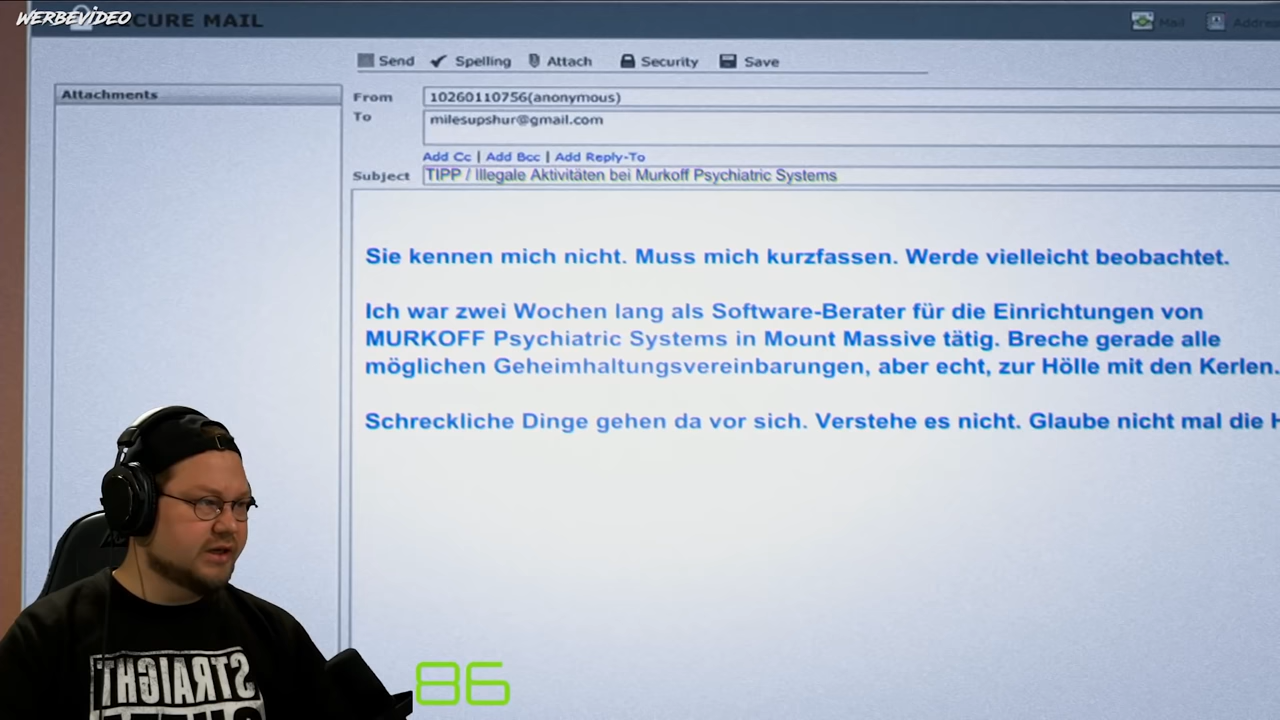 WERBEVIDEO
CURE MAIL
Mail
Send Spelling Attach Security Save
Attachments
From 10260110756(anonymous)
To milesupshur@gmail.com
Add Cc | Add Bcc | Add Reply-To
Subject TIPP / Illegale Aktivitäten bei Murkoff Psychiatric Systems
Sie kennen mich nicht. Muss mich kurzfassen. Werde vielleicht beobachtet.
Ich war zwei Wochen lang als Software-Berater für die Einrichtungen von
MURKOFF Psychiatric Systems in Mount Massive tätig. Breche gerade alle
möglichen Geheimhaltungsvereinbarungen, aber echt, zur Hölle mit den Kerlen.
Schreckliche Dinge gehen da vor sich. Verstehe es nicht. Glaube nicht mal die H
STRAIGHT
86